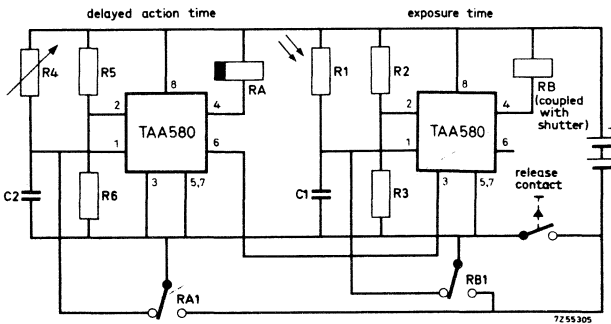 delayed action time
exposure time
R4
R5
8
RA
R1
R2
8
RB
(coupled
with
shutter)
2
4
2
4
TAA580
TAA580
1
6
1
6
3
5,7
3
5,7
C2
R6
C1
R3
release
contact
RA1
RB1
7Z55305